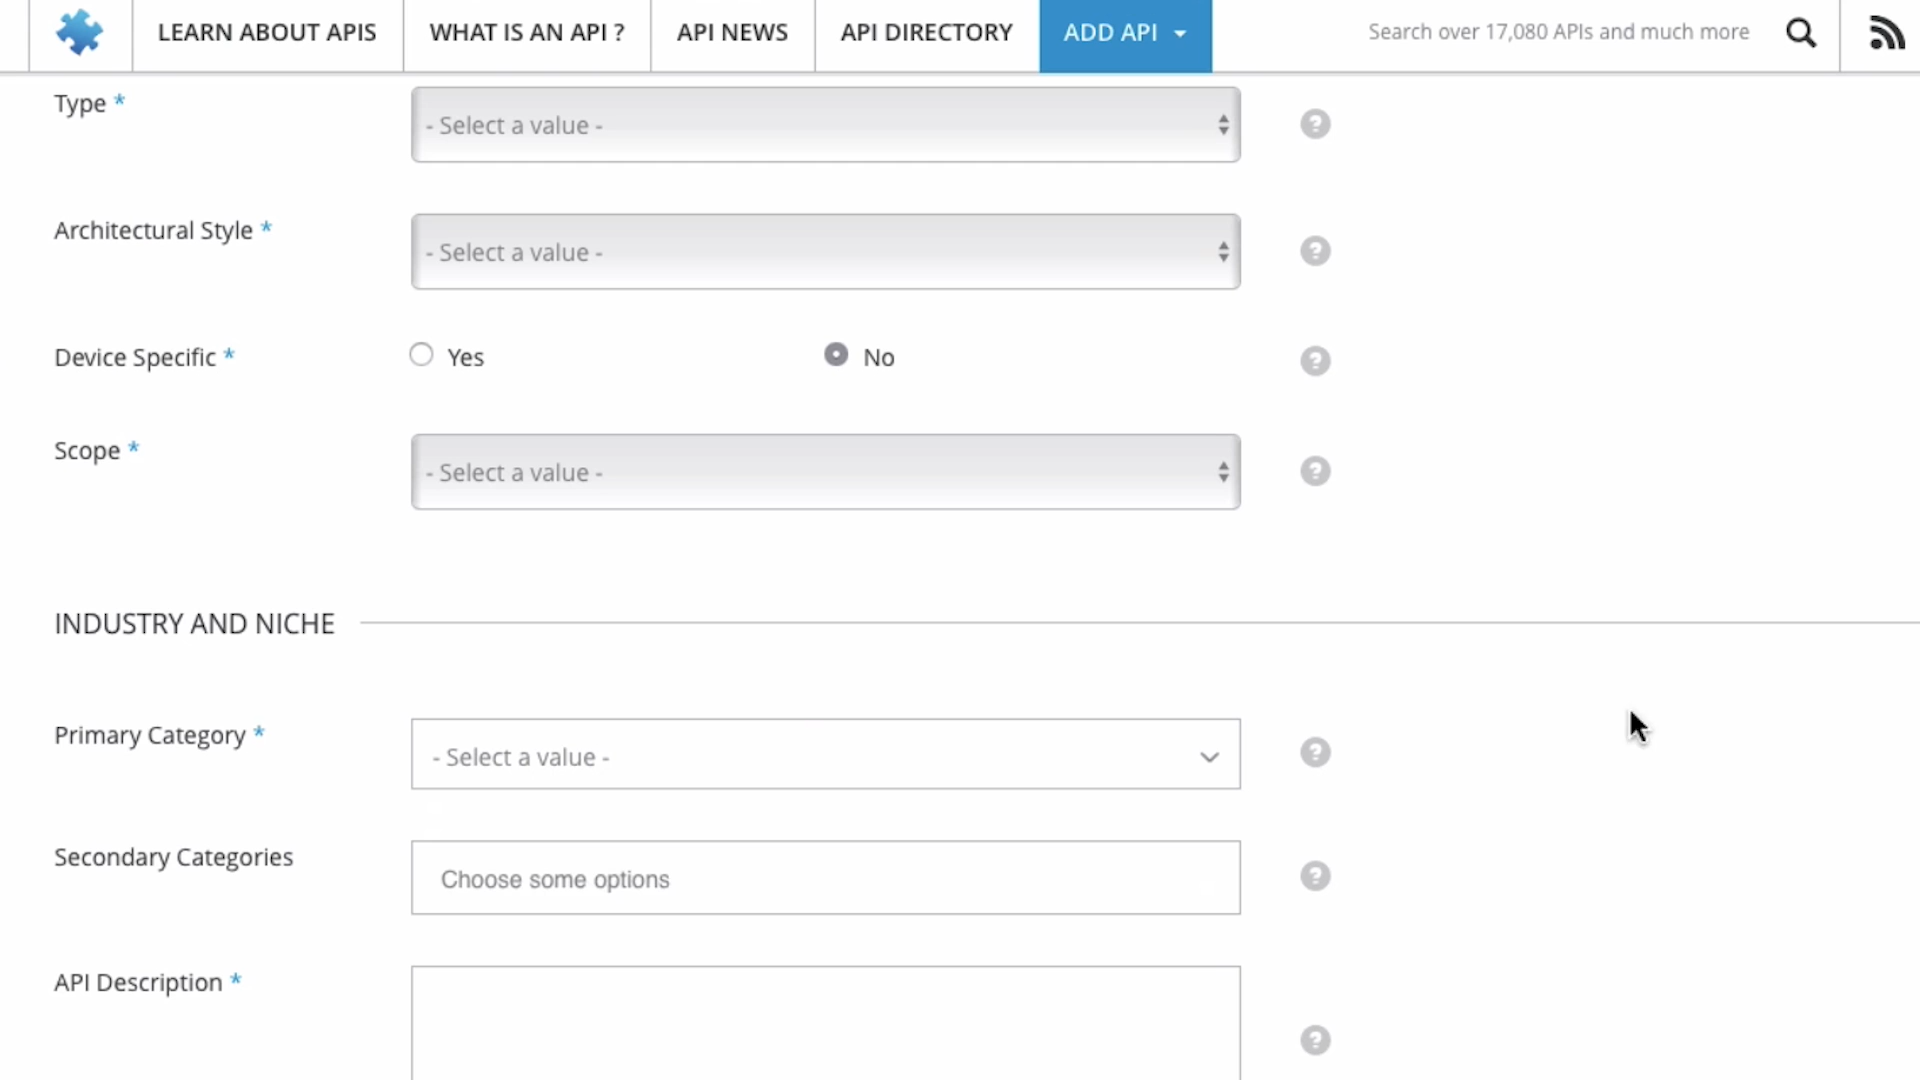 LEARN ABOUT APIS WHAT IS AN API ? API NEWS API DIRECTORY ADD API Search over 17,080 APIs and much more
Type * - Select a value - ?
Architectural Style * - Select a value - ?
Device Specific * Yes No ?
Scope * - Select a value - ?
INDUSTRY AND NICHE
Primary Category * - Select a value - ?
Secondary Categories Choose some options ?
API Description * ?